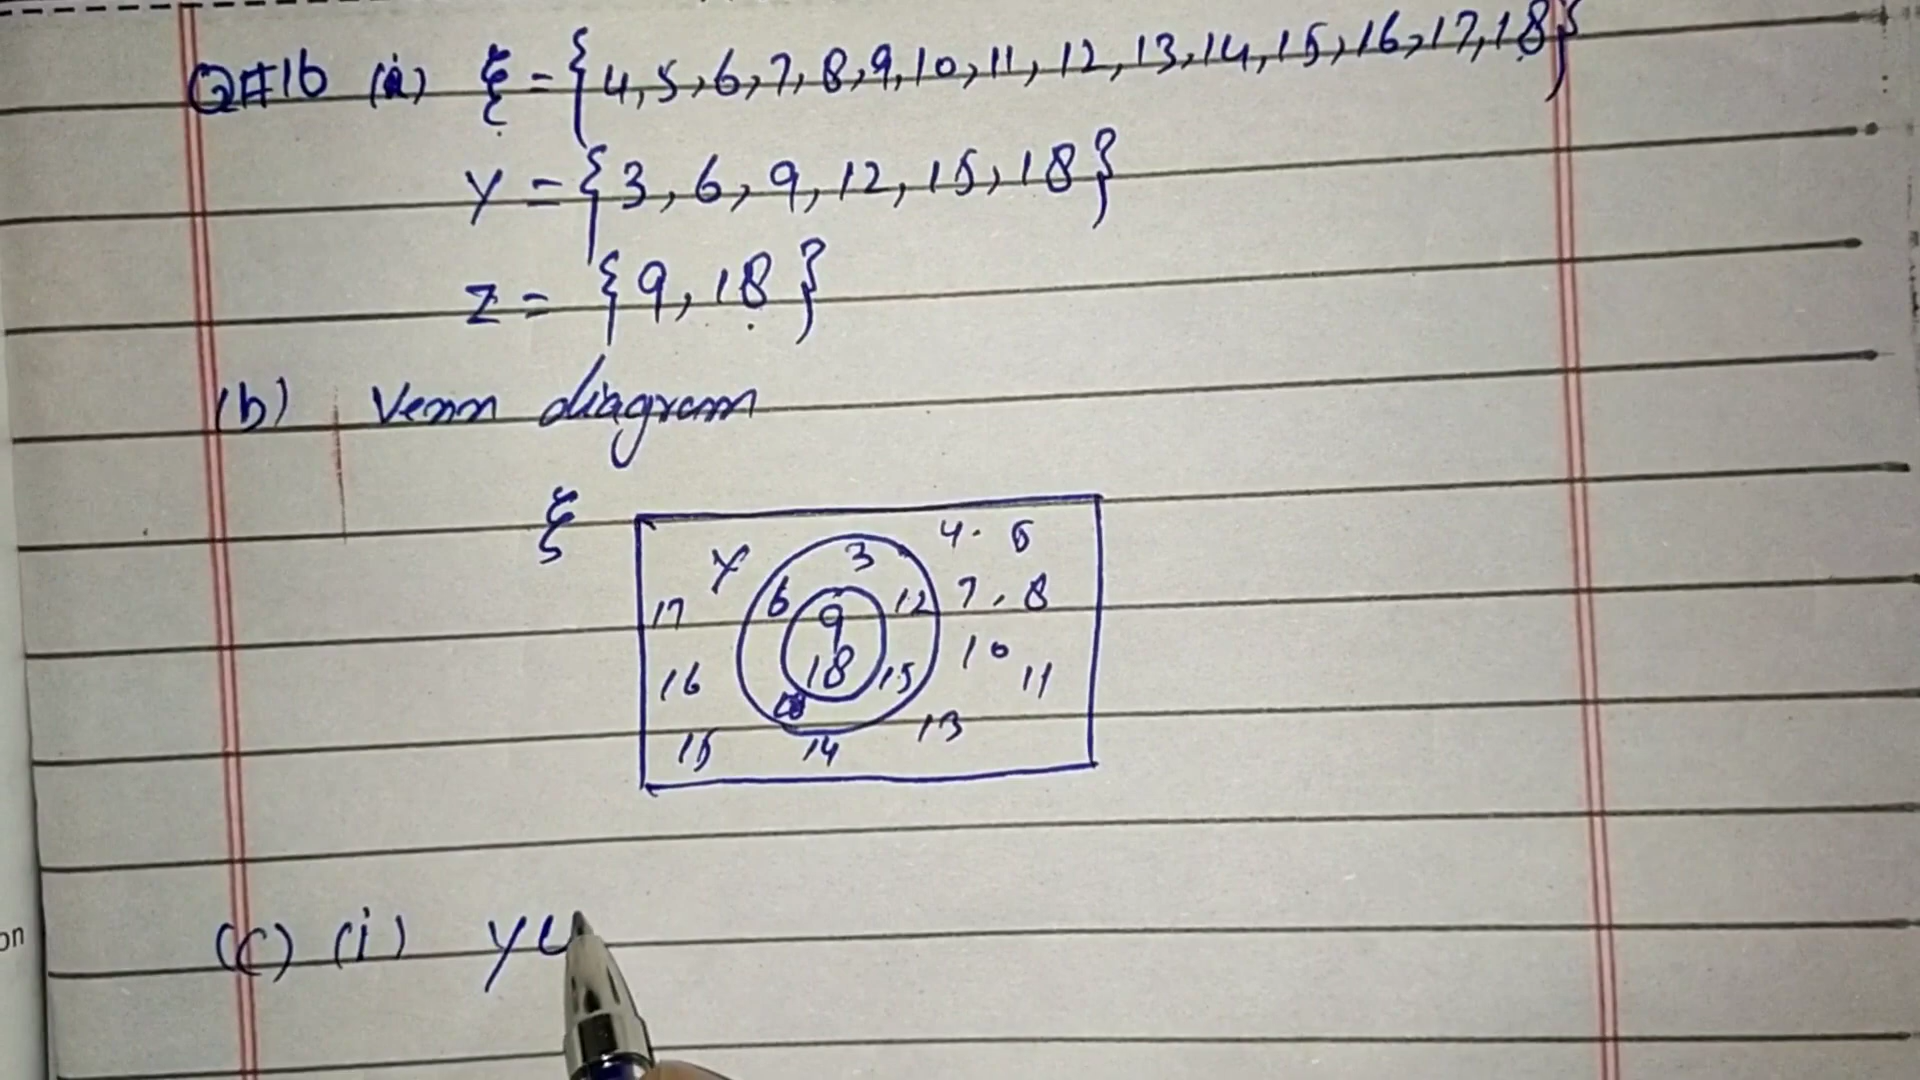 Q#16 (a) ξ = {4,5,6,7,8,9,10,11,12,13,14,15,16,17,18}
Y = {3,6,9,12,15,18}
Z = {9,18}
(b) Venn diagram
ξ
4. 5
Y 3
17 6 9 12 7, 8
16 18 15 10 11
15 14 13
(C) (i) YU
on